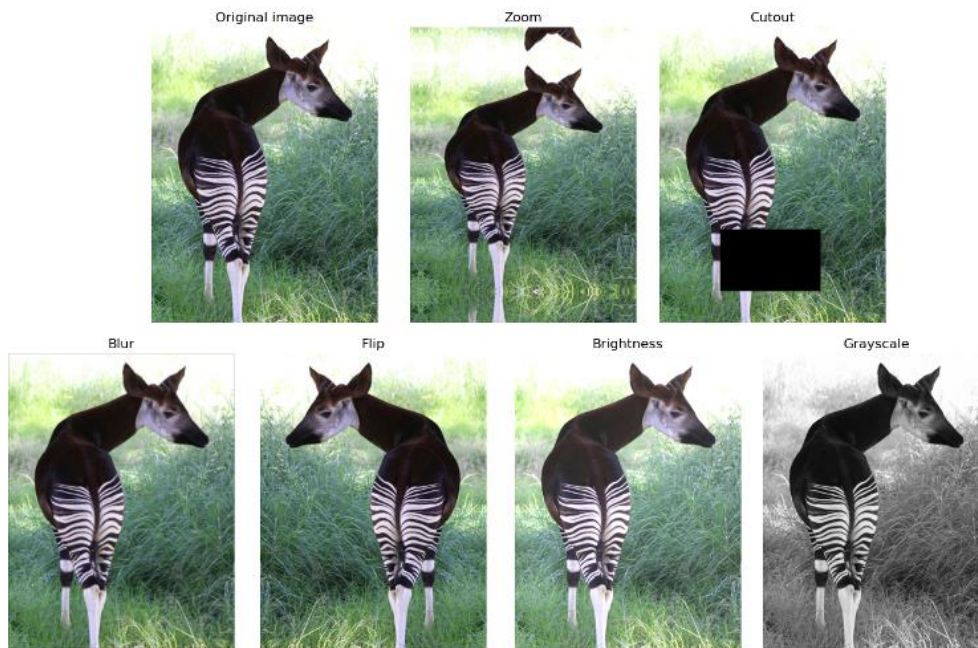 Original image
Zoom
Cutout
Blur
Flip
Brightness
Grayscale